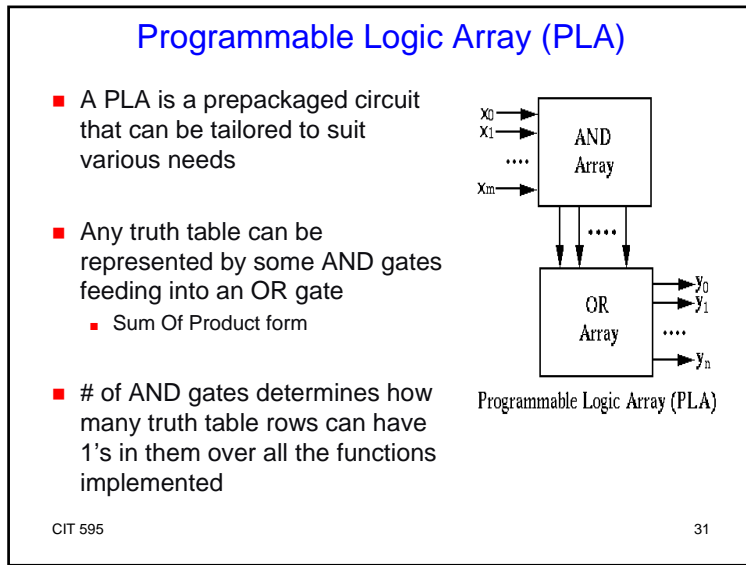 Programmable Logic Array (PLA)
A PLA is a prepackaged circuit
that can be tailored to suit
various needs
Any truth table can be
represented by some AND gates
feeding into an OR gate
Sum Of Product form
# of AND gates determines how
many truth table rows can have
1's in them over all the functions
implemented
x0
x1
....
xm
AND
Array
....
OR
Array
y0
y1
....
yn
Programmable Logic Array (PLA)
CIT 595
31